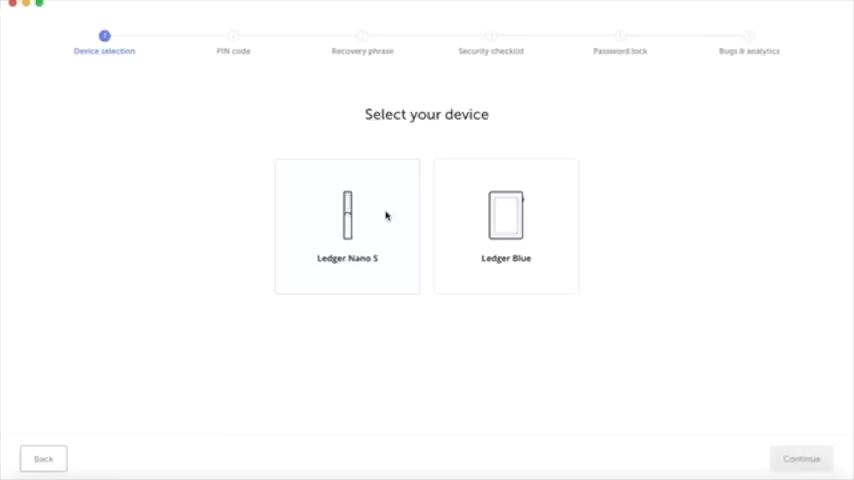 Device selection
PIN code
Recovery phrase
Security checklist
Password lock
Bugs & analytics
Select your device
Ledger Nano S
Ledger Blue
Back
Continue